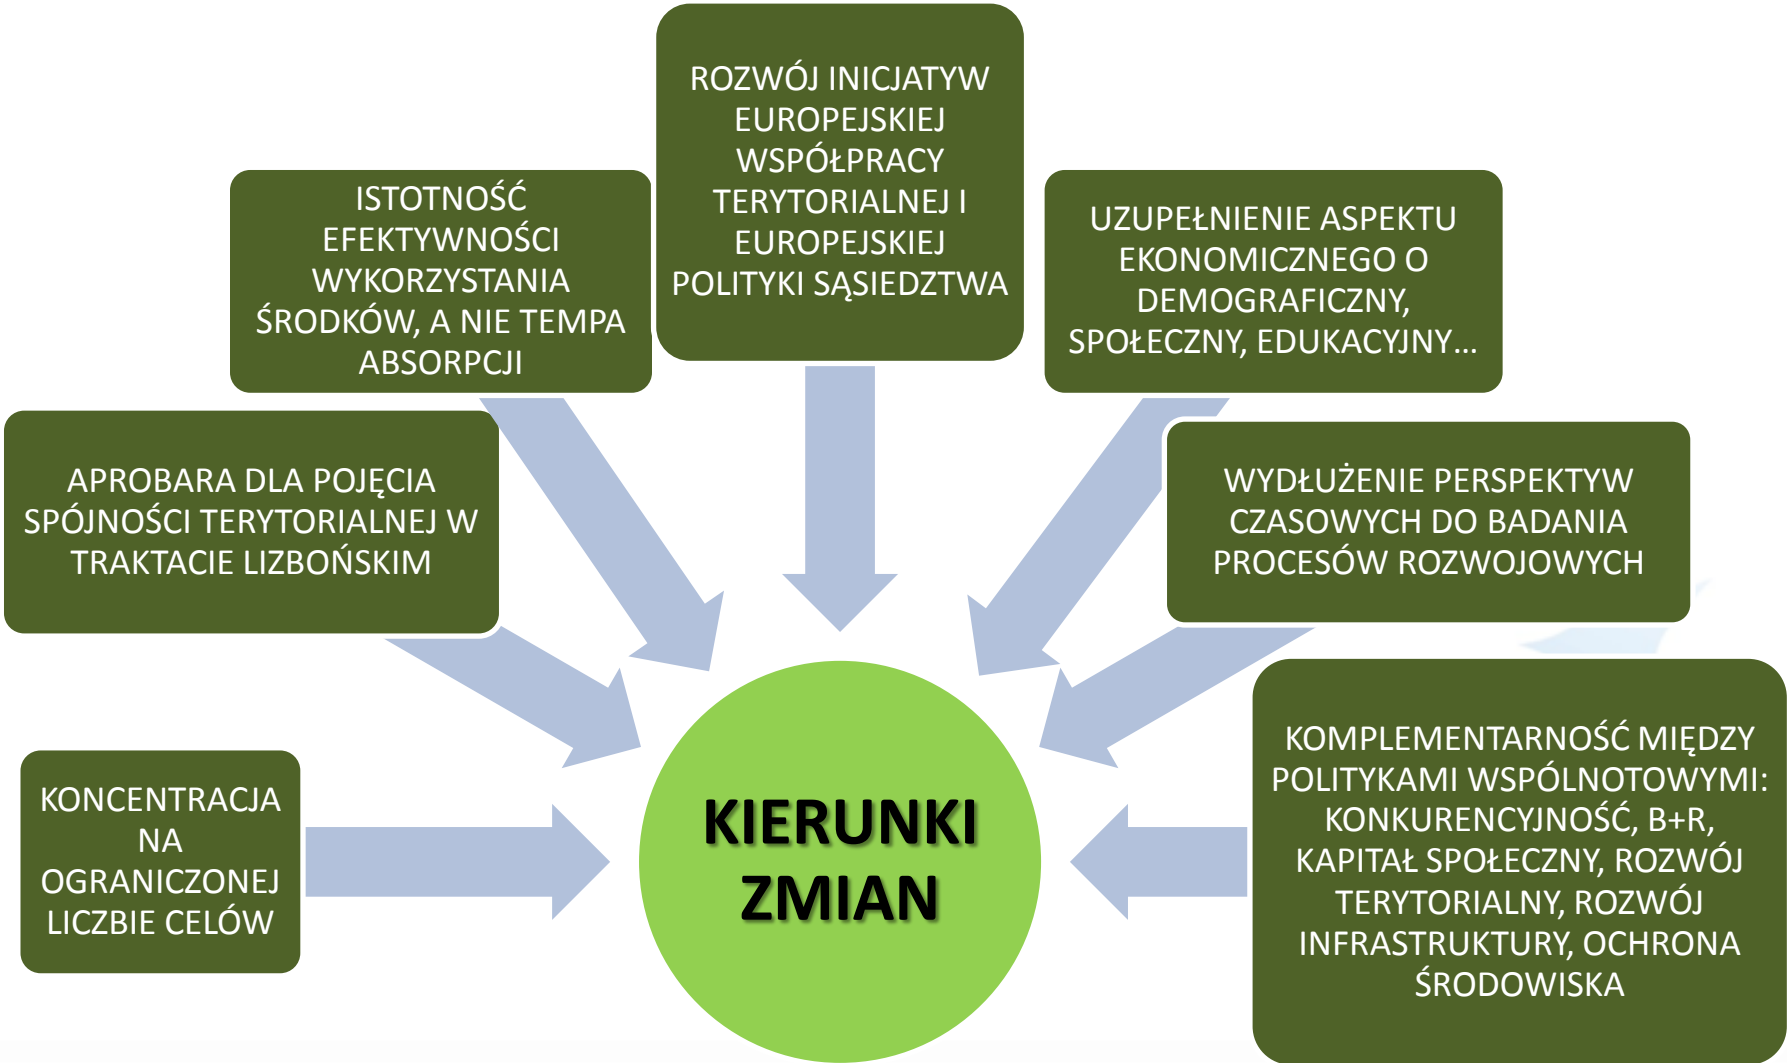 ROZWÓJ INICJATYW
EUROPEJSKIEJ
WSPÓŁPRACY
TERYTORIALNEJ I
EUROPEJSKIEJ
POLITYKI SĄSIEDZTWA
ISTOTNOŚĆ
EFEKTYWNOŚCI
WYKORZYSTANIA
ŚRODKÓW, A NIE TEMPA
ABSORPCJI
UZUPEŁNIENIE ASPEKTU
EKONOMICZNEGO O
DEMOGRAFICZNY,
SPOŁECZNY, EDUKACYJNY…
APROBARA DLA POJĘCIA
SPÓJNOŚCI TERYTORIALNEJ W
TRAKTACIE LIZBOŃSKIM
WYDŁUŻENIE PERSPEKTYW
CZASOWYCH DO BADANIA
PROCESÓW ROZWOJOWYCH
KONCENTRACJA
NA
OGRANICZONEJ
LICZBIE CELÓW
KIERUNKI
ZMIAN
KOMPLEMENTARNOŚĆ MIĘDZY
POLITYKAMI WSPÓLNOTOWYMI:
KONKURENCYJNOŚĆ, B+R,
KAPITAŁ SPOŁECZNY, ROZWÓJ
TERYTORIALNY, ROZWÓJ
INFRASTRUKTURY, OCHRONA
ŚRODOWISKA